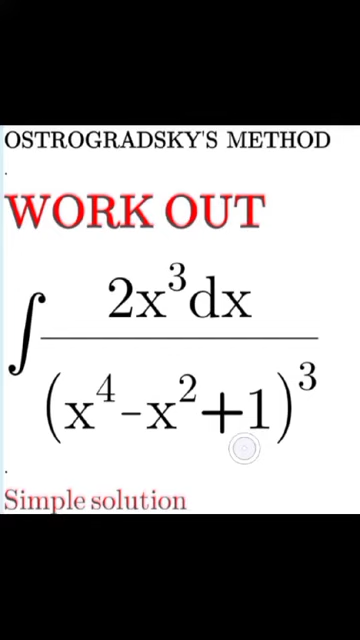 OSTROGRADSKY'S METHOD
.
WORK OUT
∫ 2x³dx / (x⁴-x²+1)³
.
Simple solution